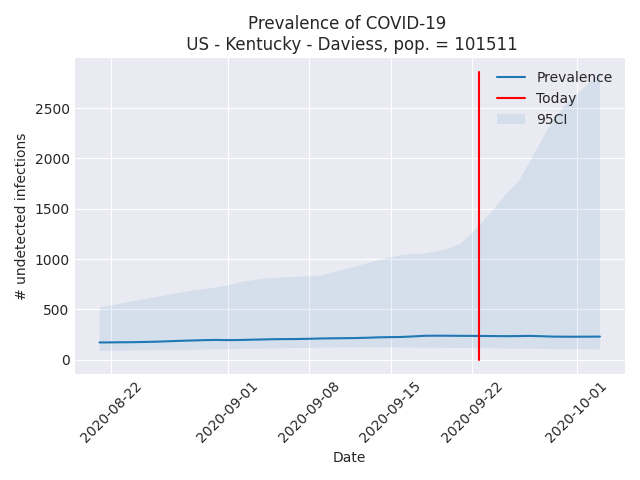 Prevalence of COVID-19
US - Kentucky - Daviess, pop. = 101511
Prevalence
Today
95CI
# undetected infections
2500
2000
1500
1000
500
0
2020-08-22
2020-09-01
2020-09-08
2020-09-15
2020-09-22
2020-10-01
Date